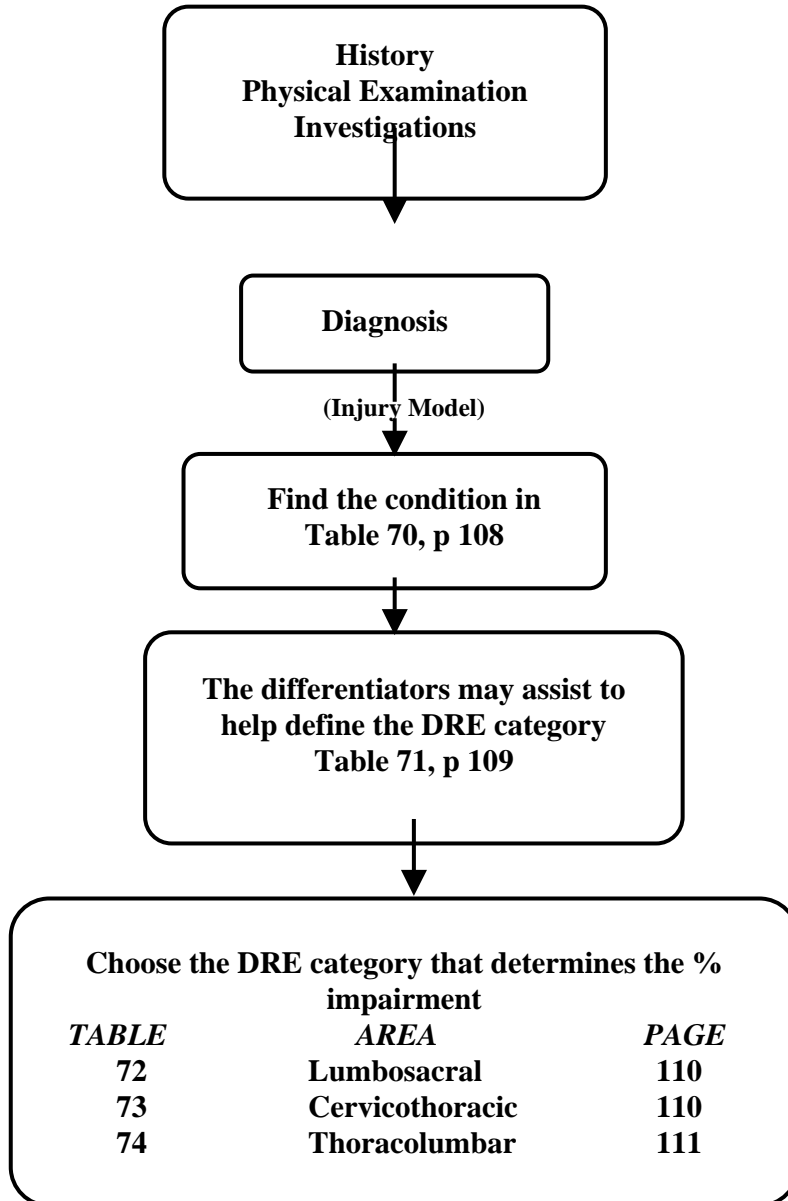 History
Physical Examination
Investigations
Diagnosis
(Injury Model)
Find the condition in
Table 70, p 108
The differentiators may assist to
help define the DRE category
Table 71, p 109
Choose the DRE category that determines the %
impairment
TABLE AREA PAGE
72 Lumbosacral 110
73 Cervicothoracic 110
74 Thoracolumbar 111